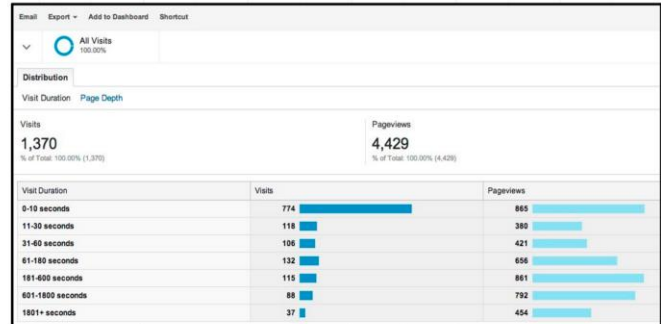 Email Export Add to Dashboard Shortcut
All Visits
100.00%
Distribution
Visit Duration Page Depth
Visits Pageviews
1,370 4,429
% of Total: 100.00% (1,370) % of Total: 100.00% (4,429)
Visit Duration Visits Pageviews
0-10 seconds 774 865
11-30 seconds 118 380
31-60 seconds 106 421
61-180 seconds 132 656
181-600 seconds 115 861
601-1800 seconds 88 792
1801+ seconds 37 454